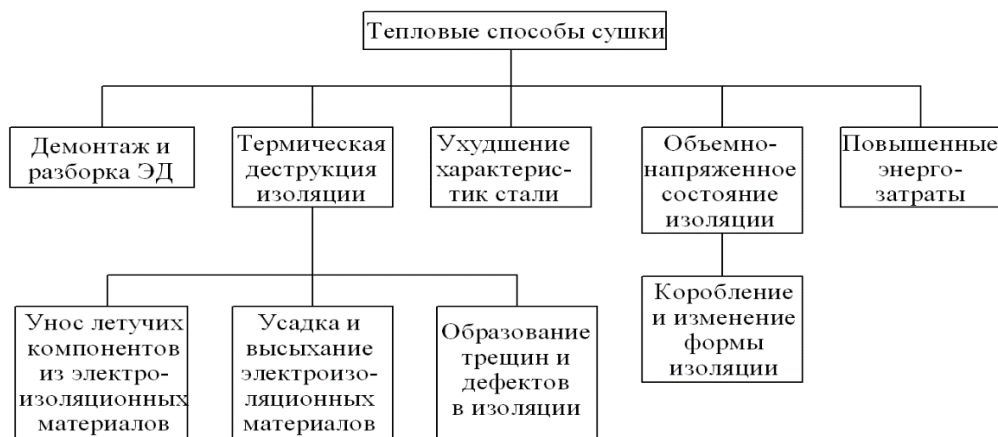 Тепловые способы сушки
Демонтаж и
разборка ЭД
Термическая
деструкция
изоляции
Ухудшение
характерис-
тик стали
Объемно-
напряженное
состояние
изоляции
Повышенные
энерго-
затраты
Унос летучих
компонентов
из электро-
изоляционных
материалов
Усадка и
высыхание
электроизо-
ляционных
материалов
Образование
трещин и
дефектов
в изоляции
Коробление
и изменение
формы
изоляции